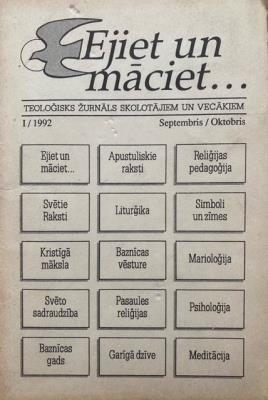 Ejiet un
māciet...
TEOLOĢISKS ŽURNĀLS SKOLOTĀJIEM UN VECĀKIEM
I/1992 Septembris / Oktobris
Ejiet un
māciet...
Apustuliskie
raksti
Reliģijas
pedagoģija
Svētie
Raksti
Liturģika
Simboli
un zīmes
Kristīgā
māksla
Baznīcas
vēsture
Marioloģija
Svēto
sadraudzība
Pasaules
reliģijas
Psiholoģija
Baznīcas
gads
Garīgā dzīve
Meditācija